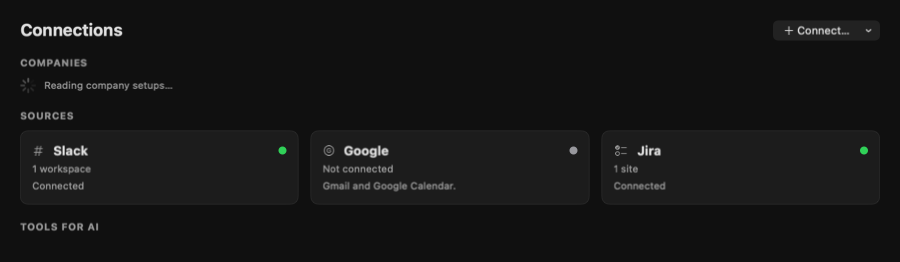 Connections
+ Connect...
COMPANIES
Reading company setups...
SOURCES
# Slack
1 workspace
Connected
Google
Not connected
Gmail and Google Calendar.
Jira
1 site
Connected
TOOLS FOR AI